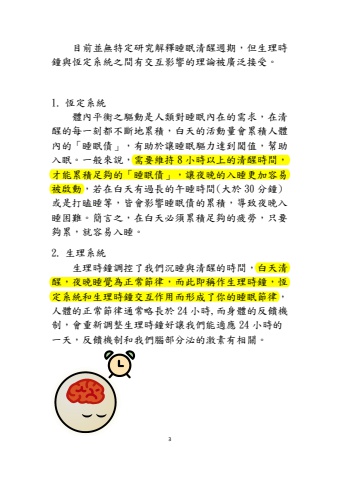 目前並無特定研究解釋睡眠清醒週期，但生理時
鐘與恆定系統之間有交互影響的理論被廣泛接受。
1. 恆定系統
體內平衡之驅動是人類對睡眠內在的需求，在清
醒的每一刻都不斷地累積，白天的活動量會累積人體
內的「睡眠債」，有助於讓睡眠驅力達到閥值，幫助
入眠。一般來說，需要維持 8 小時以上的清醒時間，
才能累積足夠的「睡眠債」，讓夜晚的入睡更加容易
被啟動，若在白天有過長的午睡時間(大於 30 分鐘)
或是打瞌睡等，皆會影響睡眠債的累積，導致夜晚入
睡困難。簡言之，在白天必須累積足夠的疲勞，只要
夠累，就容易入睡。
2. 生理系統
生理時鐘調控了我們沉睡與清醒的時間，白天清
醒，夜晚睡覺為正常節律，而此即稱作生理時鐘，恆
定系統和生理時鐘交互作用而形成了你的睡眠節律，
人體的正常節律通常略長於 24 小時,而身體的反饋機
制，會重新調整生理時鐘好讓我們能適應 24 小時的
一天，反饋機制和我們腦部分泌的激素有相關。
3